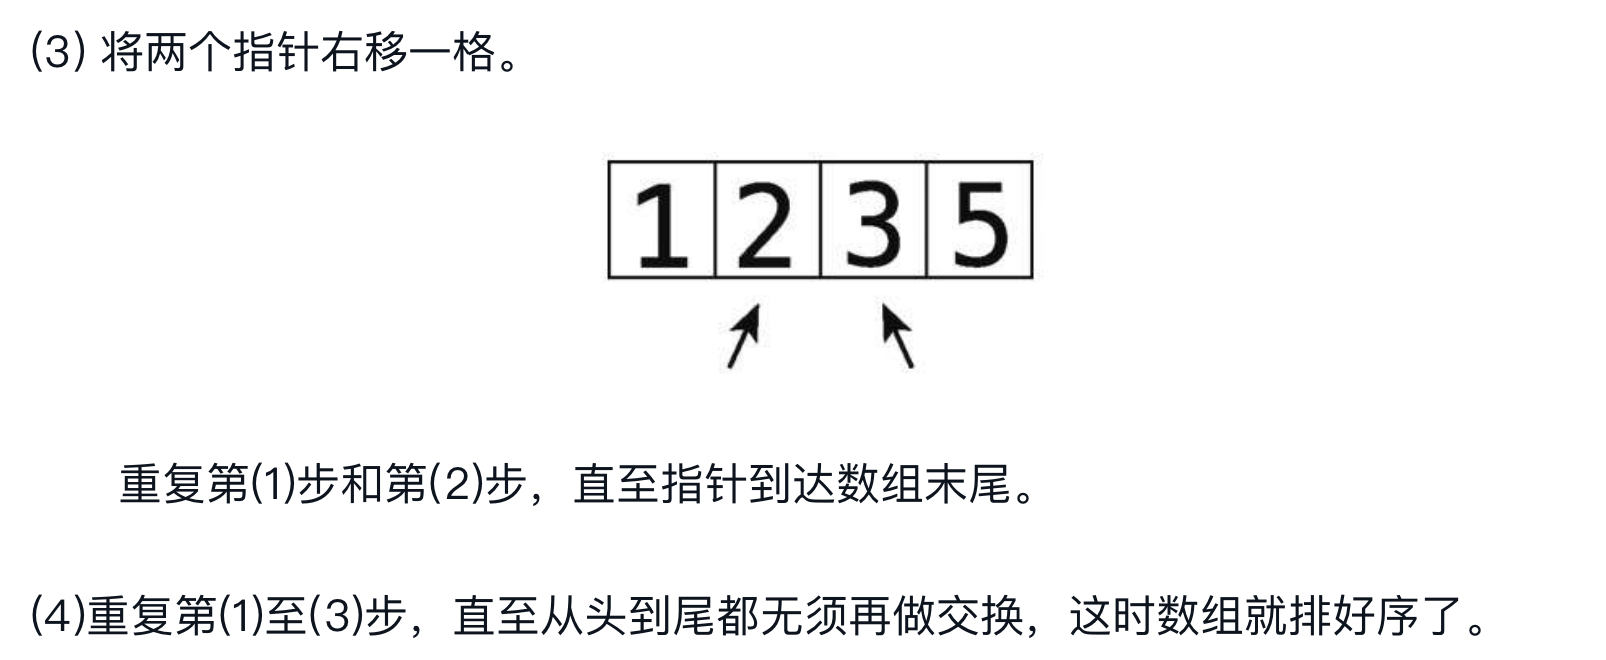 (3) 将两个指针右移一格。
1 2 3 5
重复第(1)步和第(2)步，直至指针到达数组末尾。
(4)重复第(1)至(3)步，直至从头到尾都无须再做交换，这时数组就排好序了。